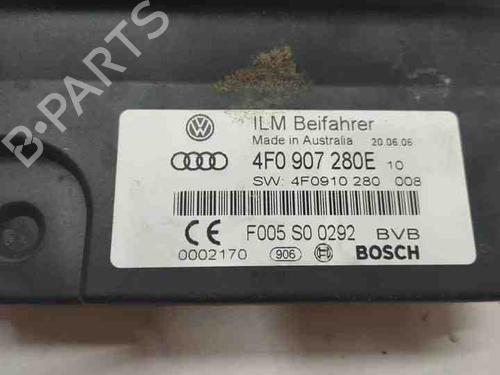 ILM Beifahrer
Made in Australia 20.06.06
4F0 907 280E 10
SW: 4F0910 280 008
CE F005 S0 0292 BVB
0002170 906 BOSCH
B-PARTS